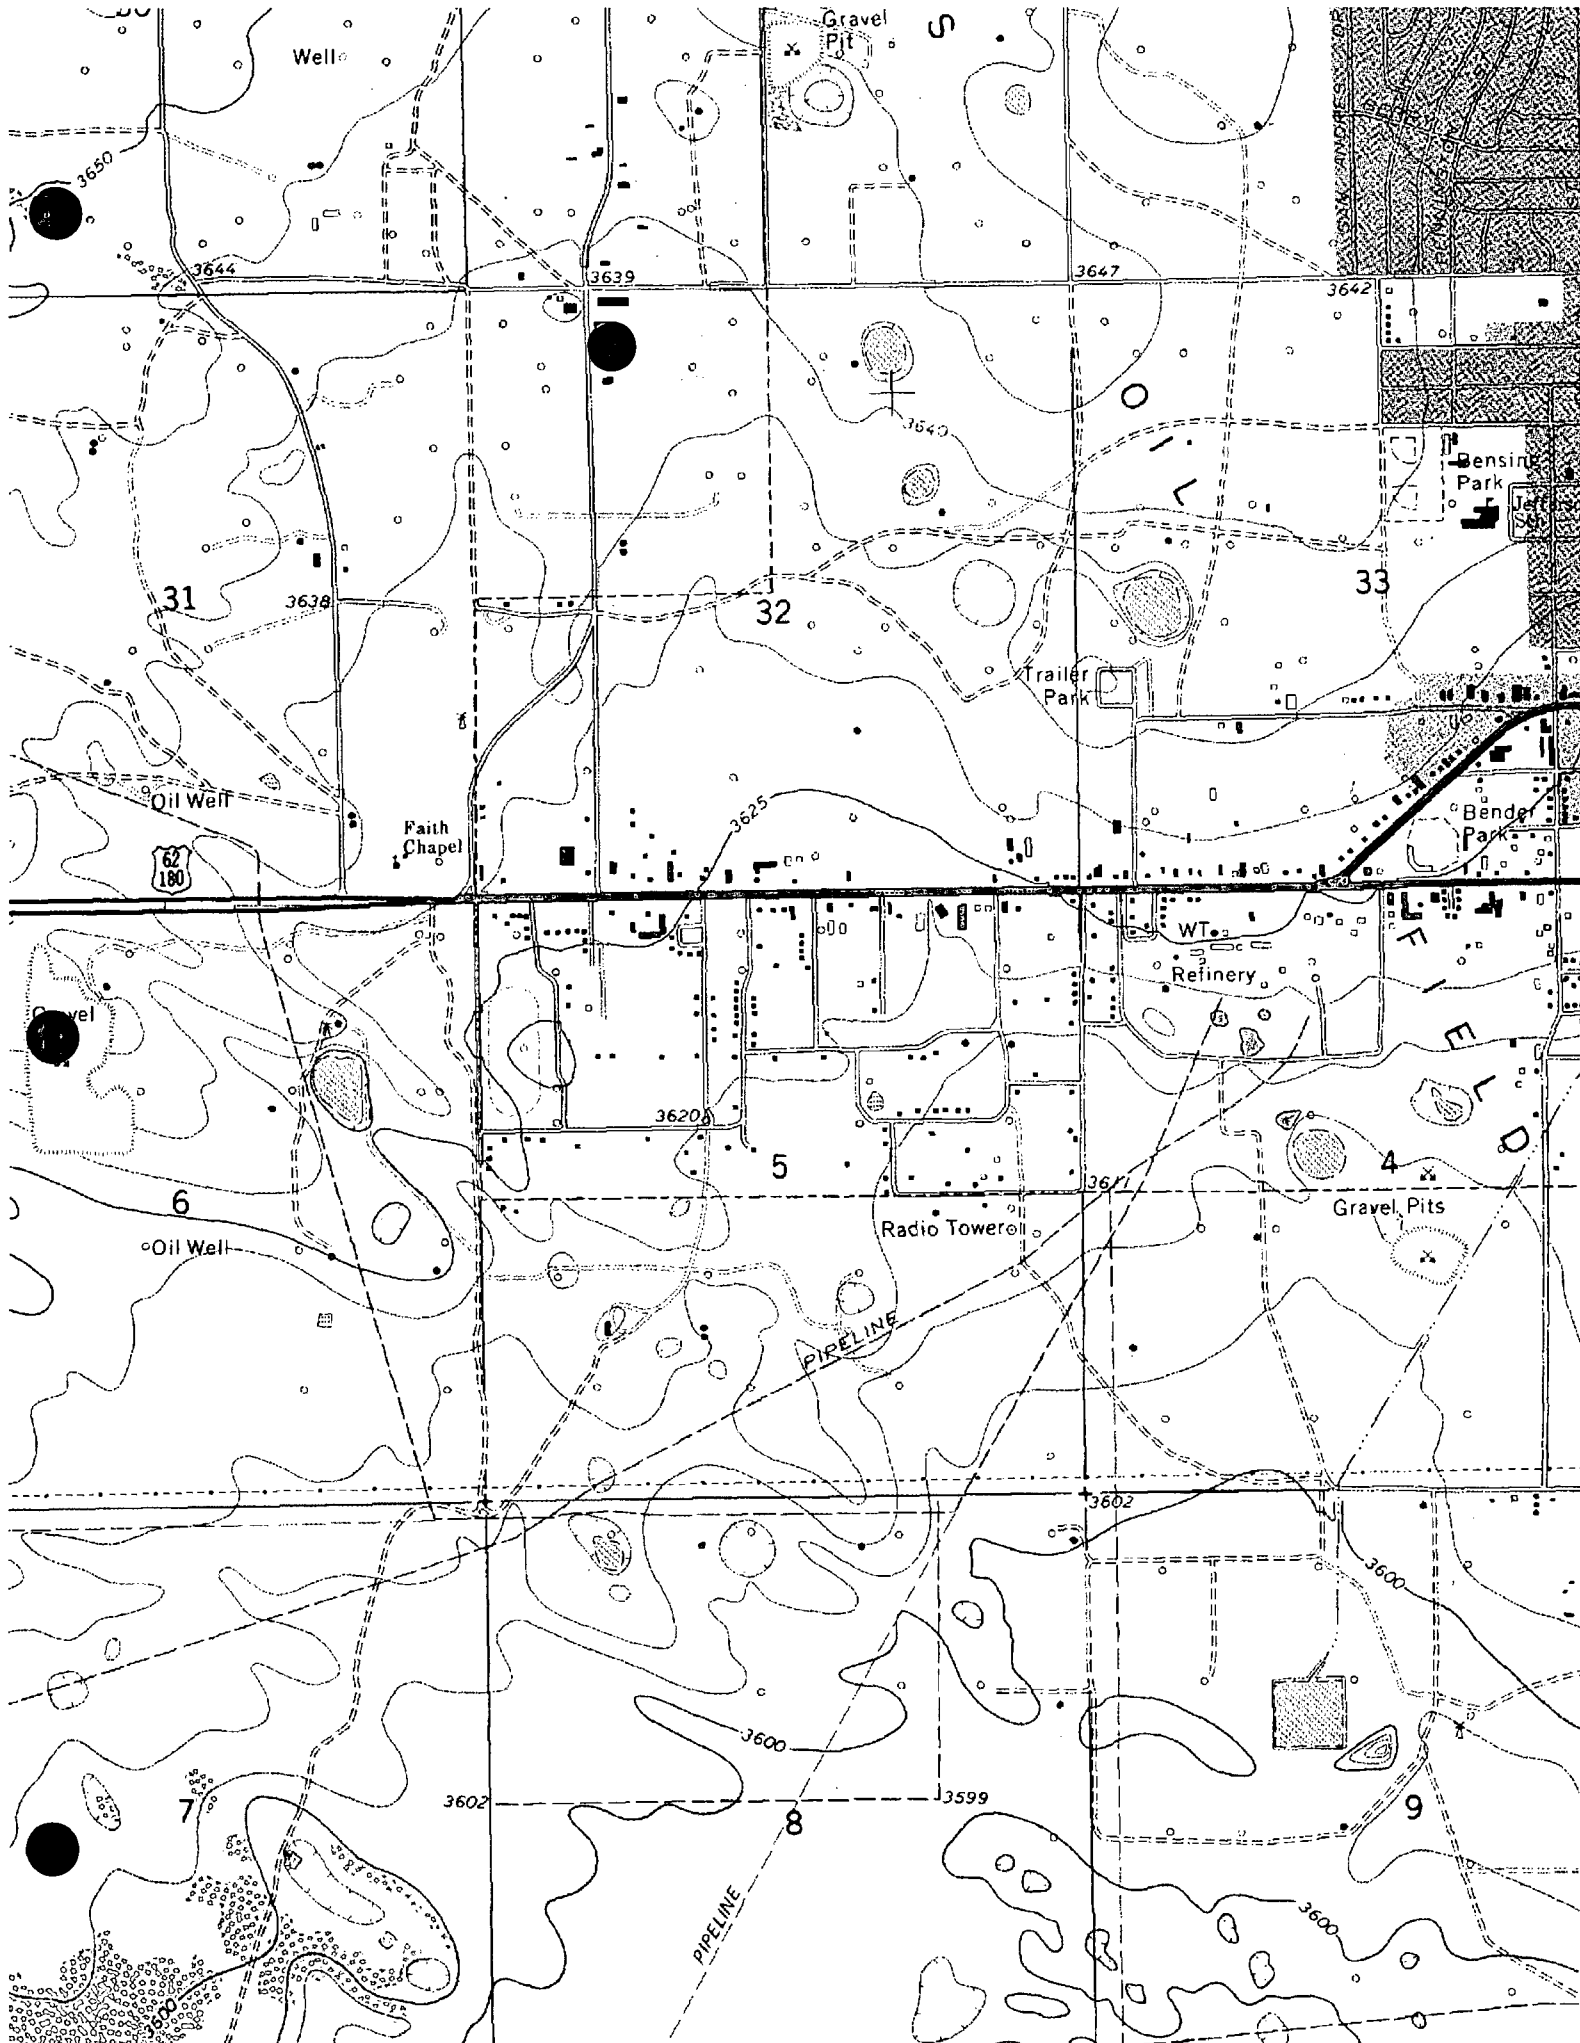 Gravel
Pit
S
Well
3650
3644
3639
3647
3642
O
3640
I
L
Bensing
Park
31
3638
32
33
Trailer
Park
Oil Well
3625
Faith
Chapel
Bender
Park
62
180
F
WT
Refinery
I
E
L
3620
D
5
4
6
3611
Gravel Pits
Radio Tower
Oil Well
PIPELINE
3602
3600
3600
7
3602
3599
8
9
PIPELINE
3600
3600